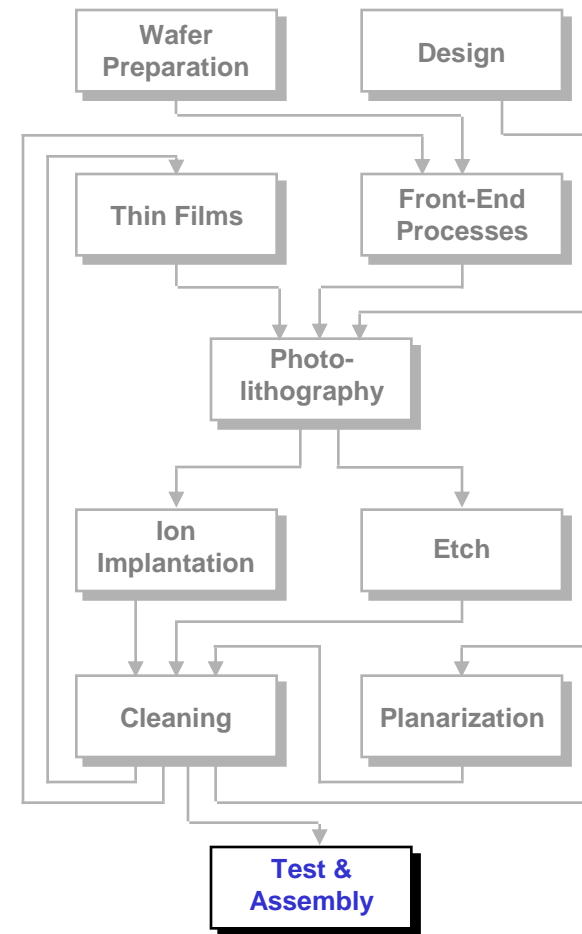 Wafer
Preparation
Design
Thin Films
Front-End
Processes
Photo-
lithography
Ion
Implantation
Etch
Cleaning
Planarization
Test &
Assembly